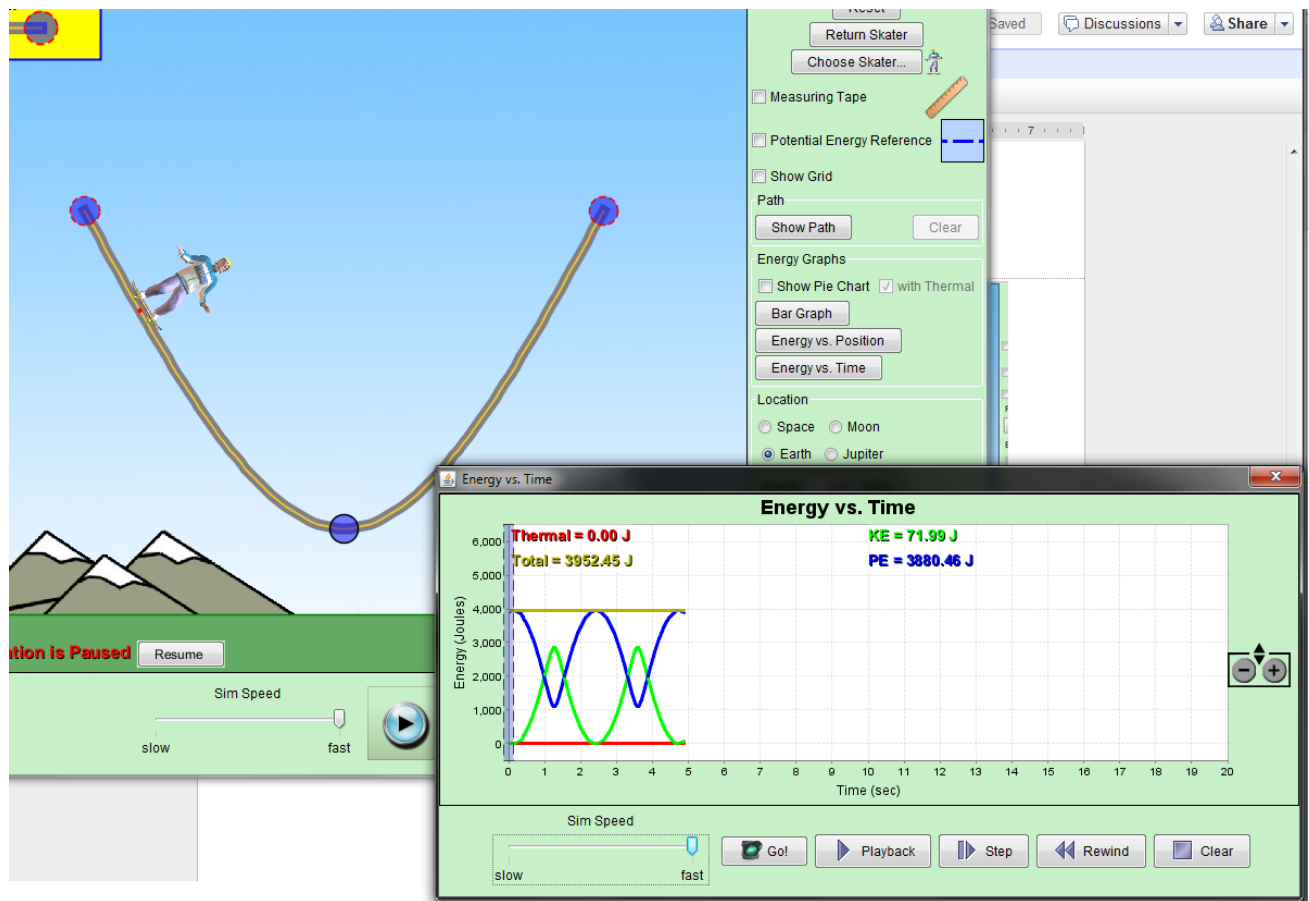 Reset
Return Skater
Choose Skater...
Measuring Tape
Potential Energy Reference
Show Grid
Path
Show Path
Clear
Energy Graphs
Show Pie Chart
with Thermal
Bar Graph
Energy vs. Position
Energy vs. Time
Location
Space
Moon
Earth
Jupiter
Saved
Discussions
Share
7
ation is Paused
Resume
Sim Speed
slow
fast
Energy vs. Time
Energy vs. Time
Thermal = 0.00 J
KE = 71.99 J
Total = 3952.45 J
PE = 3880.46 J
Energy (Joules)
6,000
5,000
4,000
3,000
2,000
1,000
0
0 1 2 3 4 5 6 7 8 9 10 11 12 13 14 15 16 17 18 19 20
Time (sec)
Sim Speed
slow
fast
Go!
Playback
Step
Rewind
Clear